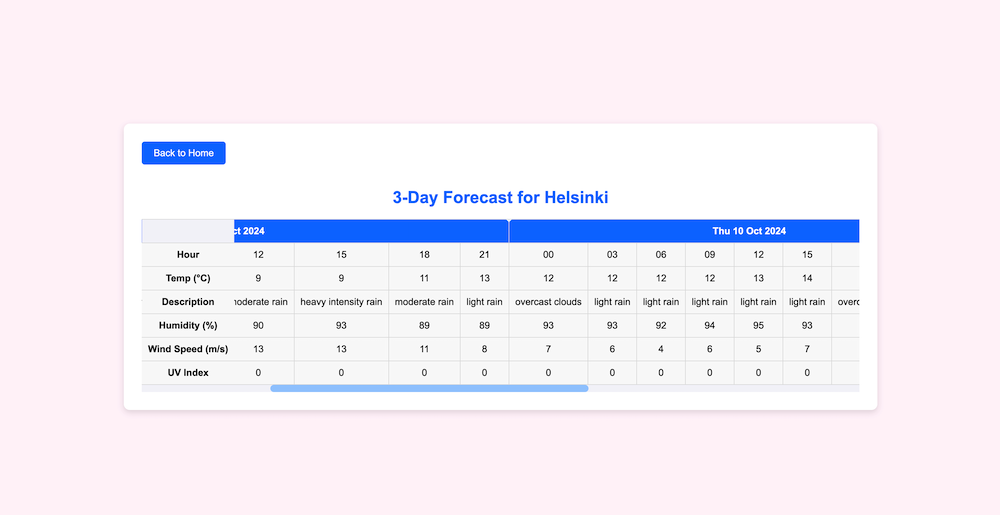 Back to Home
3-Day Forecast for Helsinki
2024 Thu 10 Oct 2024
Hour 12 15 18 21 00 03 06 09 12 15
Temp (°C) 9 9 11 13 12 12 12 12 13 14
Description rain heavy intensity rain moderate rain light rain overcast clouds light rain light rain light rain light rain light rain
Humidity (%) 90 93 89 89 93 93 92 94 95 93
Wind Speed (m/s) 13 13 11 8 7 6 4 6 5 7
UV Index 0 0 0 0 0 0 0 0 0 0